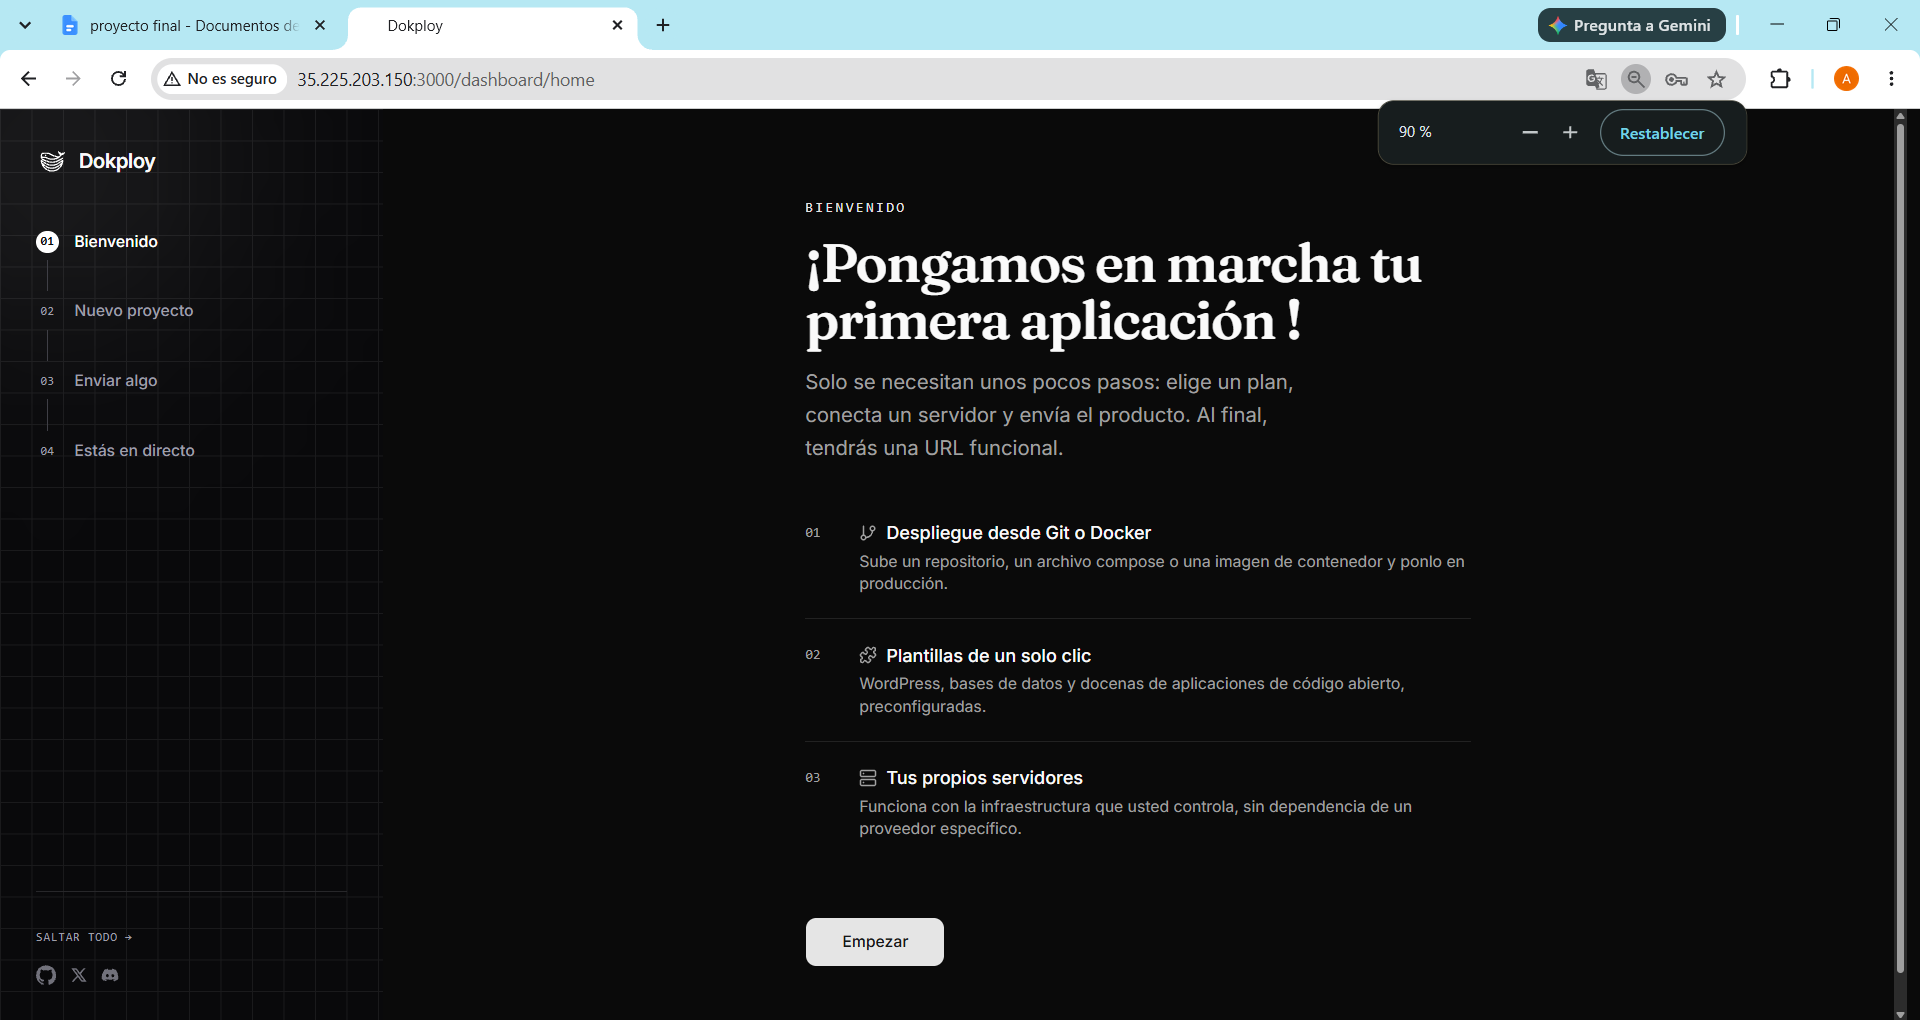 proyecto final - Documentos de
Dokploy
Pregunta a Gemini
No es seguro
35.225.203.150:3000/dashboard/home
A
90 %
Restablecer
Dokploy
01 Bienvenido
02 Nuevo proyecto
03 Enviar algo
04 Estás en directo
SALTAR TODO →
BIENVENIDO
¡Pongamos en marcha tu
primera aplicación !
Solo se necesitan unos pocos pasos: elige un plan,
conecta un servidor y envía el producto. Al final,
tendrás una URL funcional.
01 Despliegue desde Git o Docker
Sube un repositorio, un archivo compose o una imagen de contenedor y ponlo en
producción.
02 Plantillas de un solo clic
WordPress, bases de datos y docenas de aplicaciones de código abierto,
preconfiguradas.
03 Tus propios servidores
Funciona con la infraestructura que usted controla, sin dependencia de un
proveedor específico.
Empezar